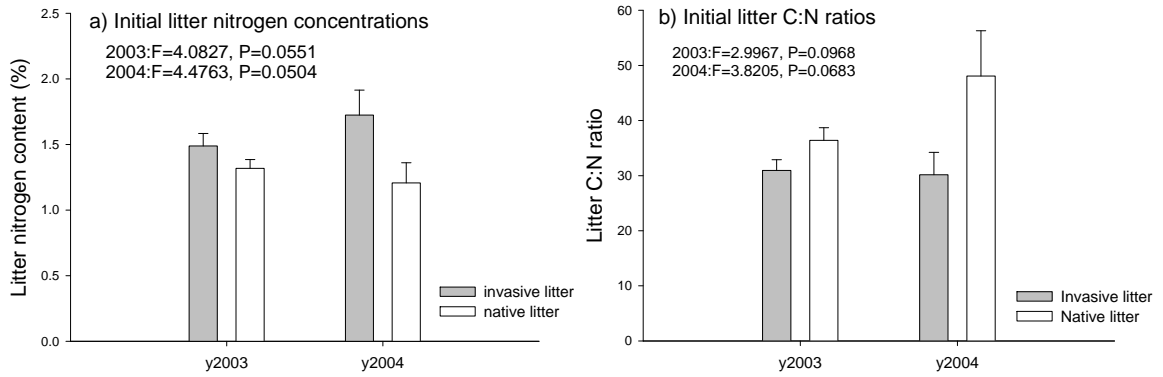 a) Initial litter nitrogen concentrations
2003:F=4.0827, P=0.0551
2004:F=4.4763, P=0.0504
Litter nitrogen content (%)
2.5
2.0
1.5
1.0
0.5
0.0
invasive litter
native litter
y2003 y2004
b) Initial litter C:N ratios
2003:F=2.9967, P=0.0968
2004:F=3.8205, P=0.0683
Litter C:N ratio
60
50
40
30
20
10
0
Invasive litter
Native litter
y2003 y2004